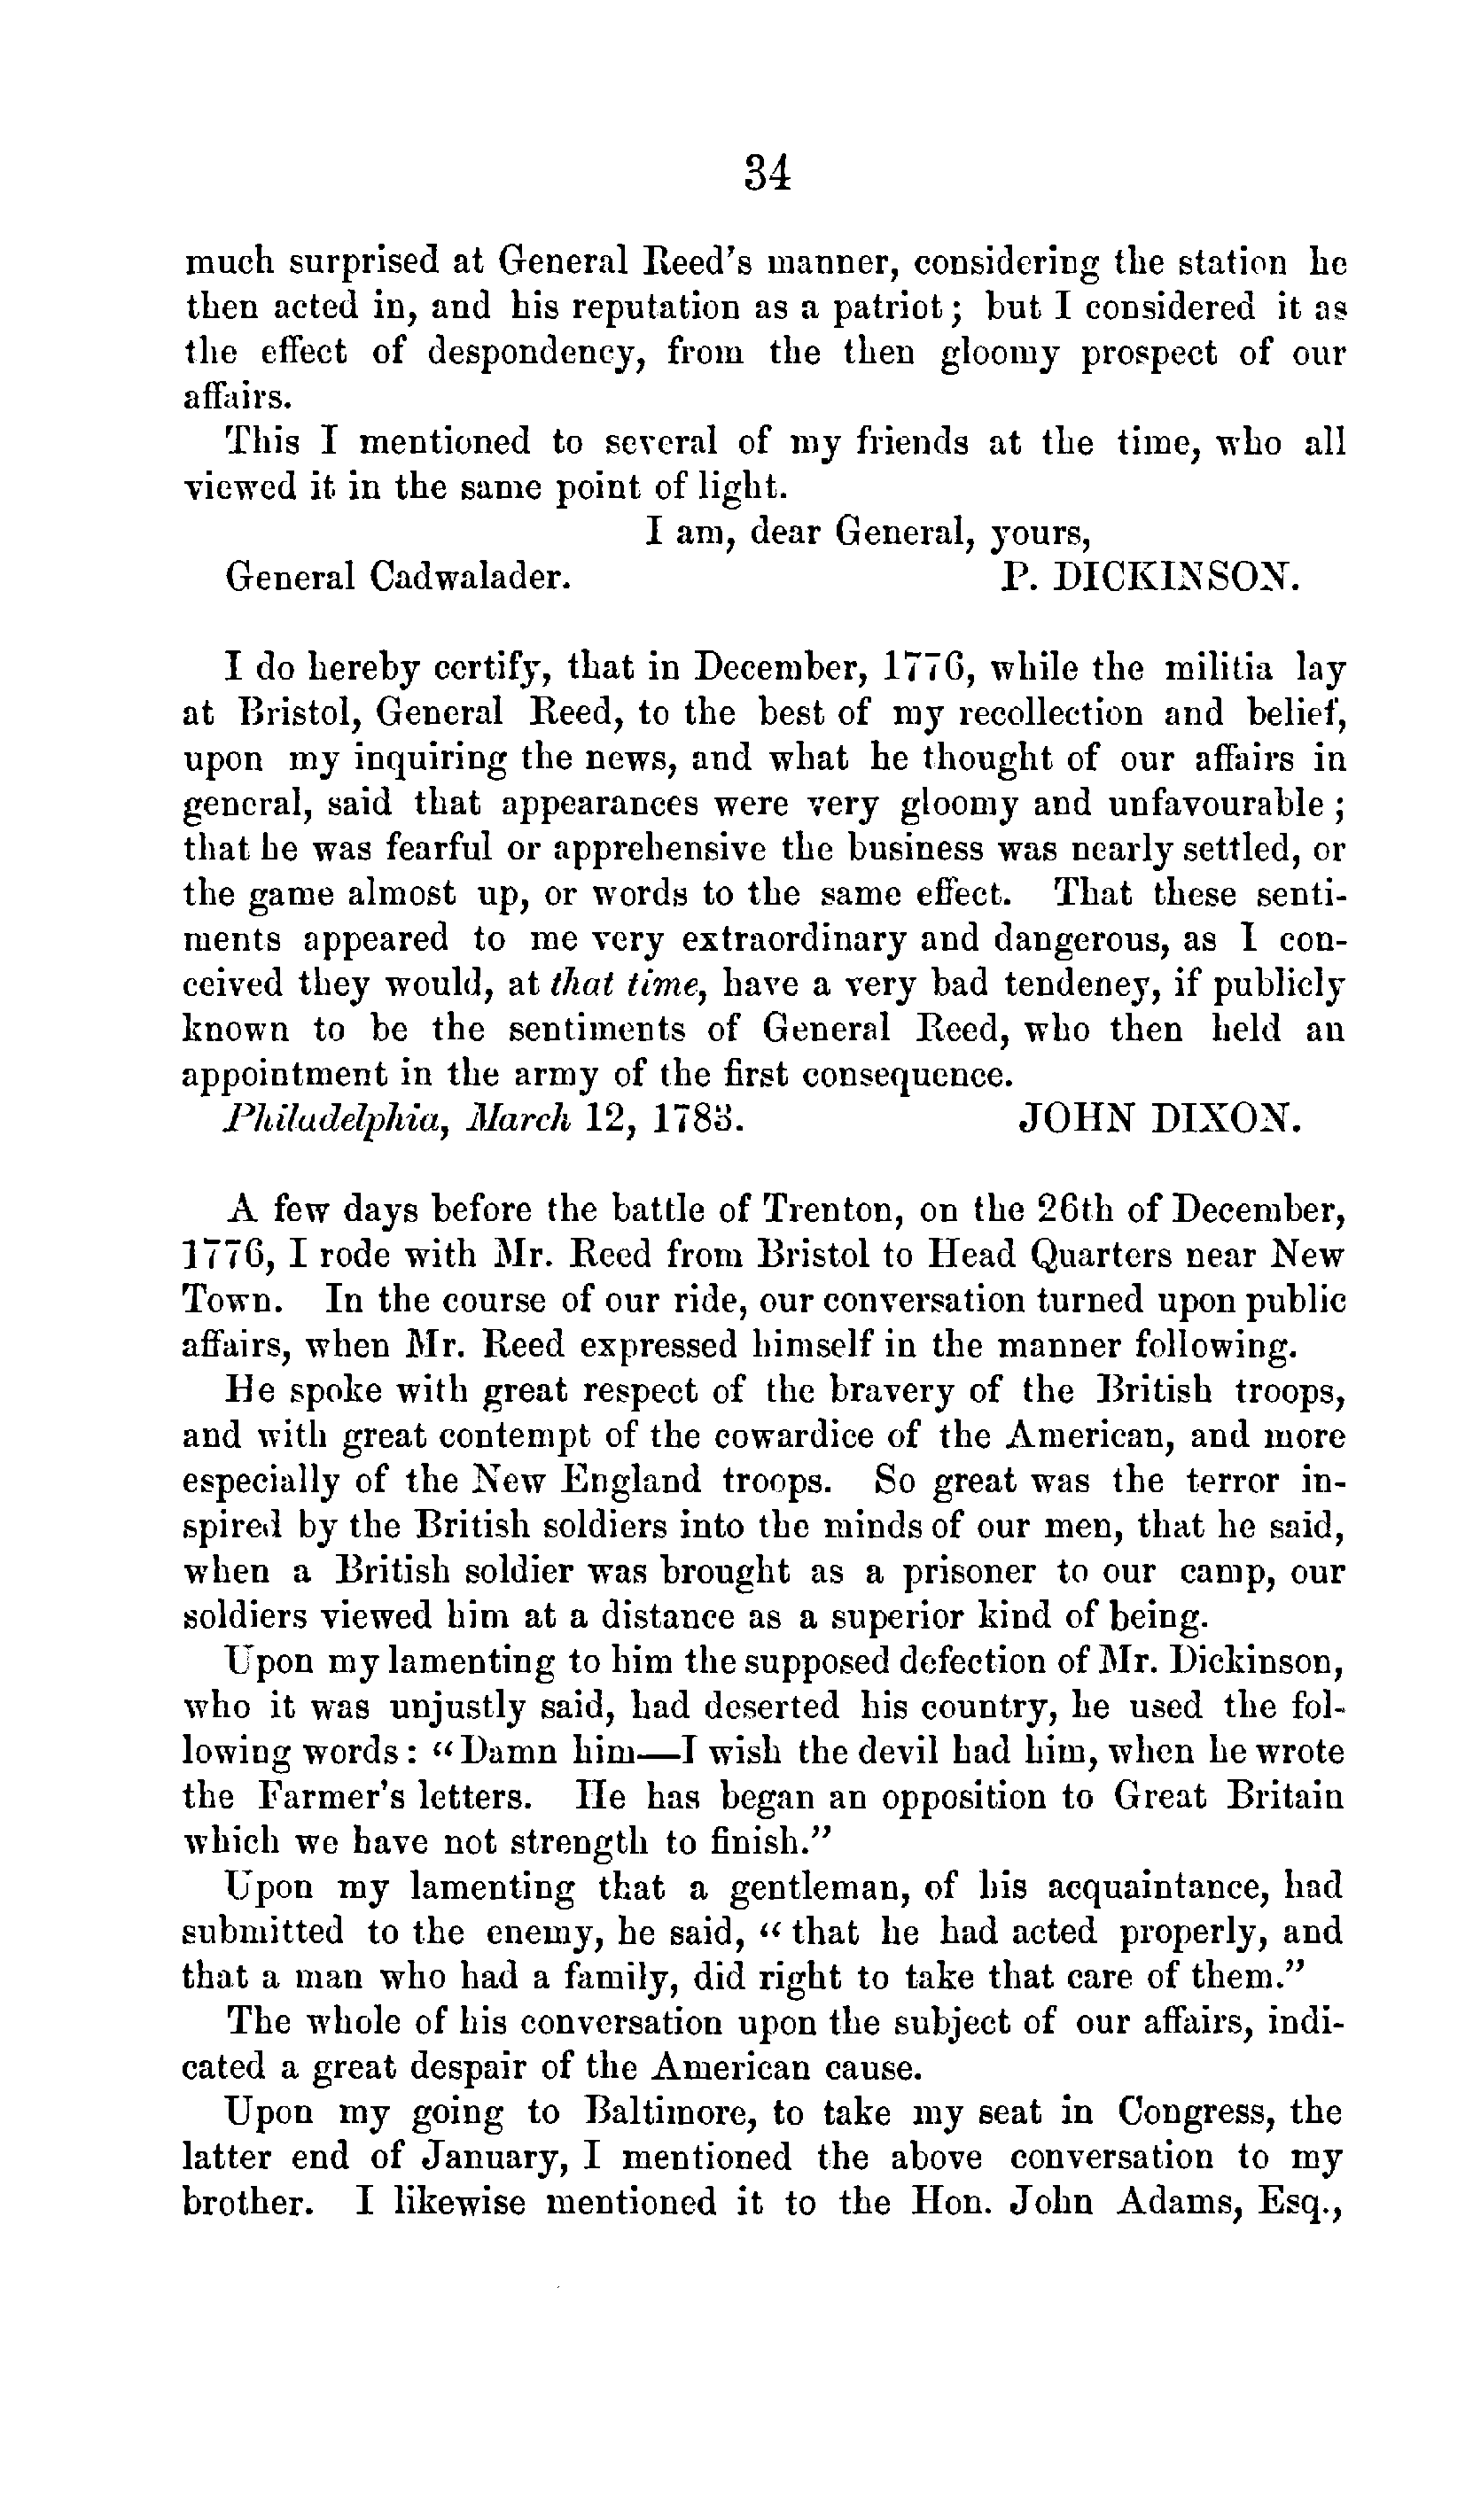 34
much surprised at General Reed's manner, considering the station he
then acted in, and his reputation as a patriot; but I considered it as
the effect of despondency, from the then gloomy prospect of our
affairs.
This I mentioned to several of my friends at the time, who all
viewed it in the same point of light.
I am, dear General, yours,
General Cadwalader. P. DICKINSON.
I do hereby certify, that in December, 1776, while the militia lay
at Bristol, General Reed, to the best of my recollection and belief,
upon my inquiring the news, and what he thought of our affairs in
general, said that appearances were very gloomy and unfavourable;
that he was fearful or apprehensive the business was nearly settled, or
the game almost up, or words to the same effect. That these senti-
ments appeared to me very extraordinary and dangerous, as I con-
ceived they would, at that time, have a very bad tendeney, if publicly
known to be the sentiments of General Reed, who then held an
appointment in the army of the first consequence.
Philadelphia, March 12, 1783. JOHN DIXON.
A few days before the battle of Trenton, on the 26th of December,
1776, I rode with Mr. Reed from Bristol to Head Quarters near New
Town. In the course of our ride, our conversation turned upon public
affairs, when Mr. Reed expressed himself in the manner following.
He spoke with great respect of the bravery of the British troops,
and with great contempt of the cowardice of the American, and more
especially of the New England troops. So great was the terror in-
spired by the British soldiers into the minds of our men, that he said,
when a British soldier was brought as a prisoner to our camp, our
soldiers viewed him at a distance as a superior kind of being.
Upon my lamenting to him the supposed defection of Mr. Dickinson,
who it was unjustly said, had deserted his country, he used the fol-
lowing words: "Damn him—I wish the devil had him, when he wrote
the Farmer's letters. He has began an opposition to Great Britain
which we have not strength to finish."
Upon my lamenting that a gentleman, of his acquaintance, had
submitted to the enemy, he said, "that he had acted properly, and
that a man who had a family, did right to take that care of them."
The whole of his conversation upon the subject of our affairs, indi-
cated a great despair of the American cause.
Upon my going to Baltimore, to take my seat in Congress, the
latter end of January, I mentioned the above conversation to my
brother. I likewise mentioned it to the Hon. John Adams, Esq.,